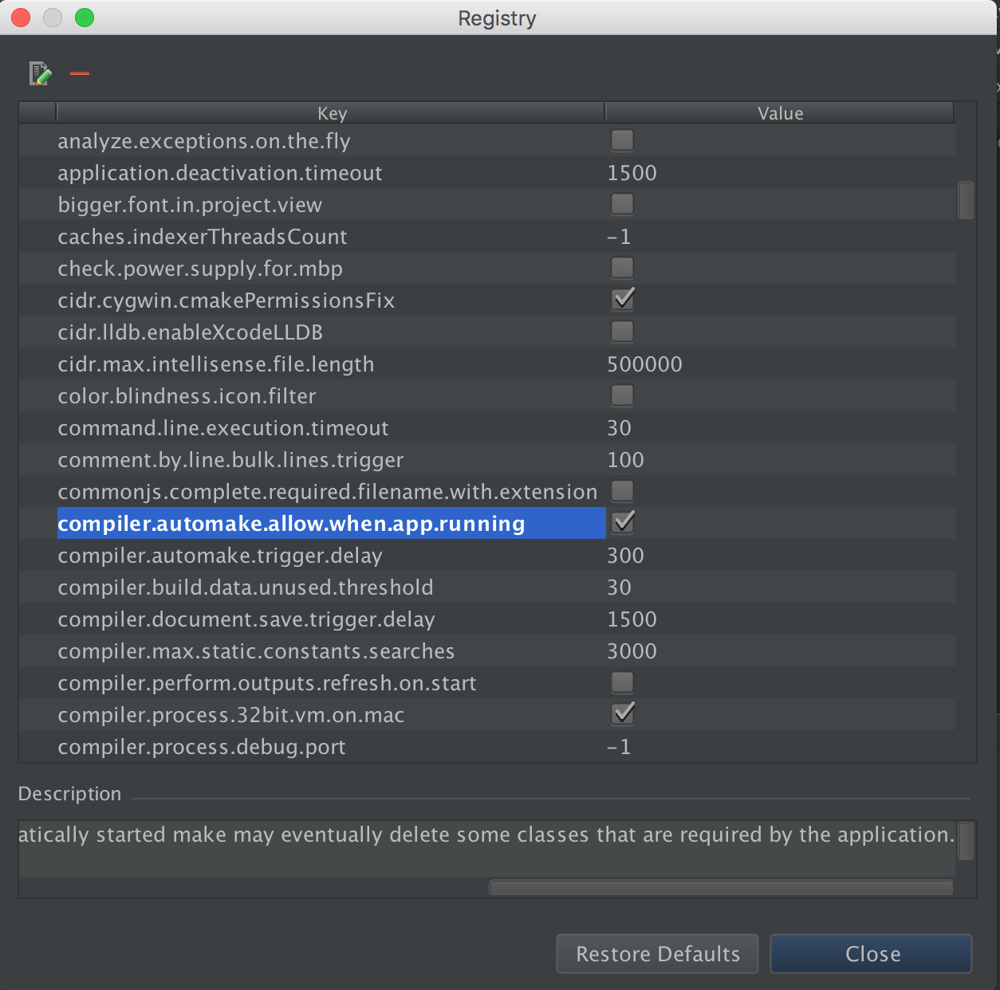 Registry
Key Value
analyze.exceptions.on.the.fly
application.deactivation.timeout 1500
bigger.font.in.project.view
caches.indexerThreadsCount -1
check.power.supply.for.mbp
cidr.cygwin.cmakePermissionsFix
cidr.lldb.enableXcodeLLDB
cidr.max.intellisense.file.length 500000
color.blindness.icon.filter
command.line.execution.timeout 30
comment.by.line.bulk.lines.trigger 100
commonjs.complete.required.filename.with.extension
compiler.automake.allow.when.app.running
compiler.automake.trigger.delay 300
compiler.build.data.unused.threshold 30
compiler.document.save.trigger.delay 1500
compiler.max.static.constants.searches 3000
compiler.perform.outputs.refresh.on.start
compiler.process.32bit.vm.on.mac
compiler.process.debug.port -1
Description
atically started make may eventually delete some classes that are required by the application.
Restore Defaults Close